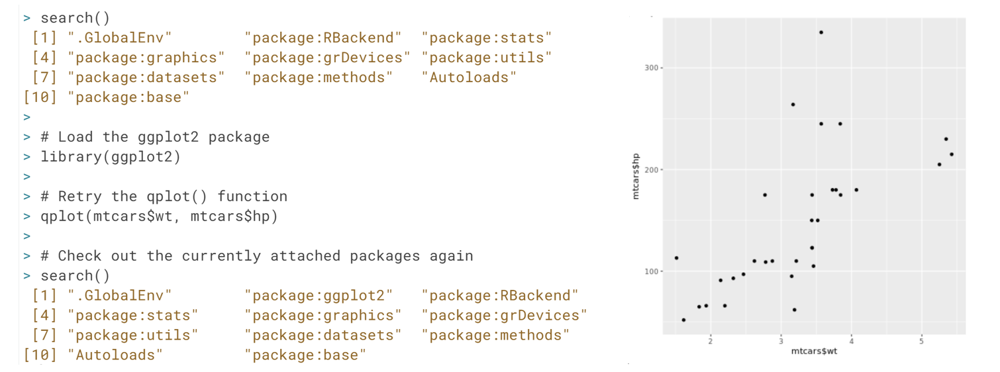 > search()
[1] ".GlobalEnv" "package:RBackend" "package:stats"
[4] "package:graphics" "package:grDevices" "package:utils"
[7] "package:datasets" "package:methods" "Autoloads"
[10] "package:base"
>
> # Load the ggplot2 package
> library(ggplot2)
>
> # Retry the qplot() function
> qplot(mtcars$wt, mtcars$hp)
>
> # Check out the currently attached packages again
> search()
[1] ".GlobalEnv" "package:ggplot2" "package:RBackend"
[4] "package:stats" "package:graphics" "package:grDevices"
[7] "package:utils" "package:datasets" "package:methods"
[10] "Autoloads" "package:base"
300
200
100
mtcars$hp
2 3 4 5
mtcars$wt